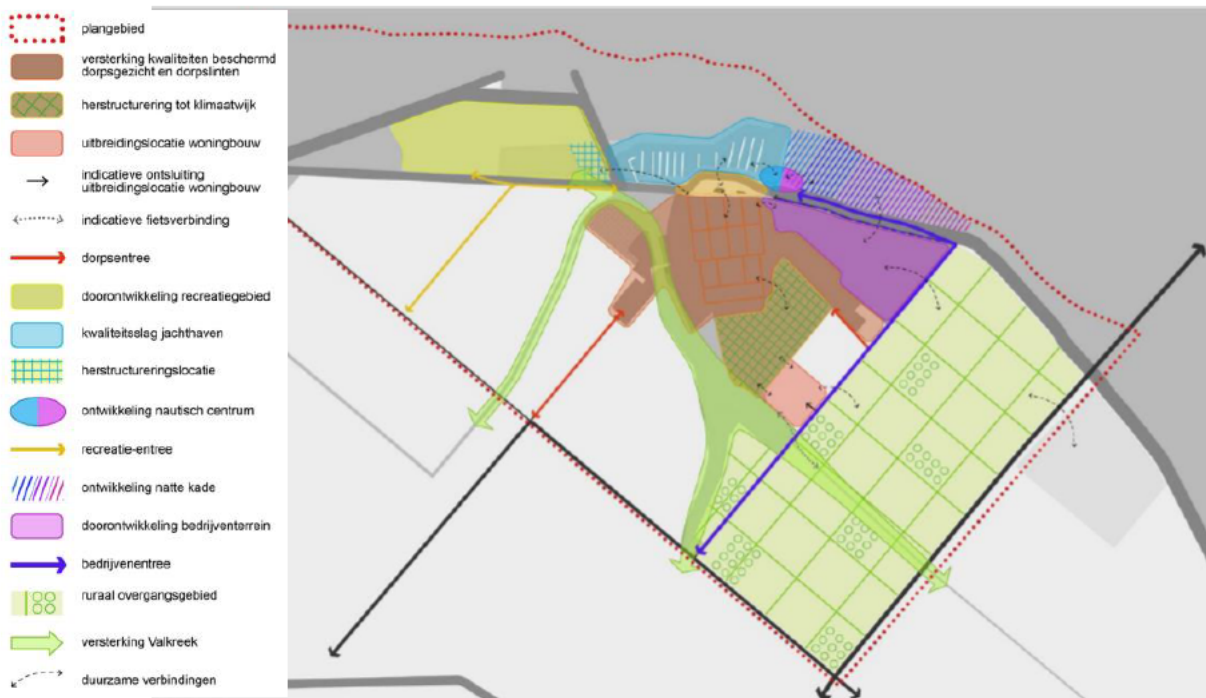 plangebied
versterking kwaliteiten beschermd
dorpsgezicht en dorpslinten
herstructurering tot klimaatwijk
uitbreidingslocatie woningbouw
indicatieve ontsluiting
uitbreidingslocatie woningbouw
indicatieve fietsverbinding
dorpsentree
doorontwikkeling recreatiegebied
kwaliteitsslag jachthaven
herstructureringslocatie
ontwikkeling nautisch centrum
recreatie-entree
ontwikkeling natte kade
doorontwikkeling bedrijventerrein
bedrijvenentree
ruraal overgangsgebied
versterking Valkreek
duurzame verbindingen